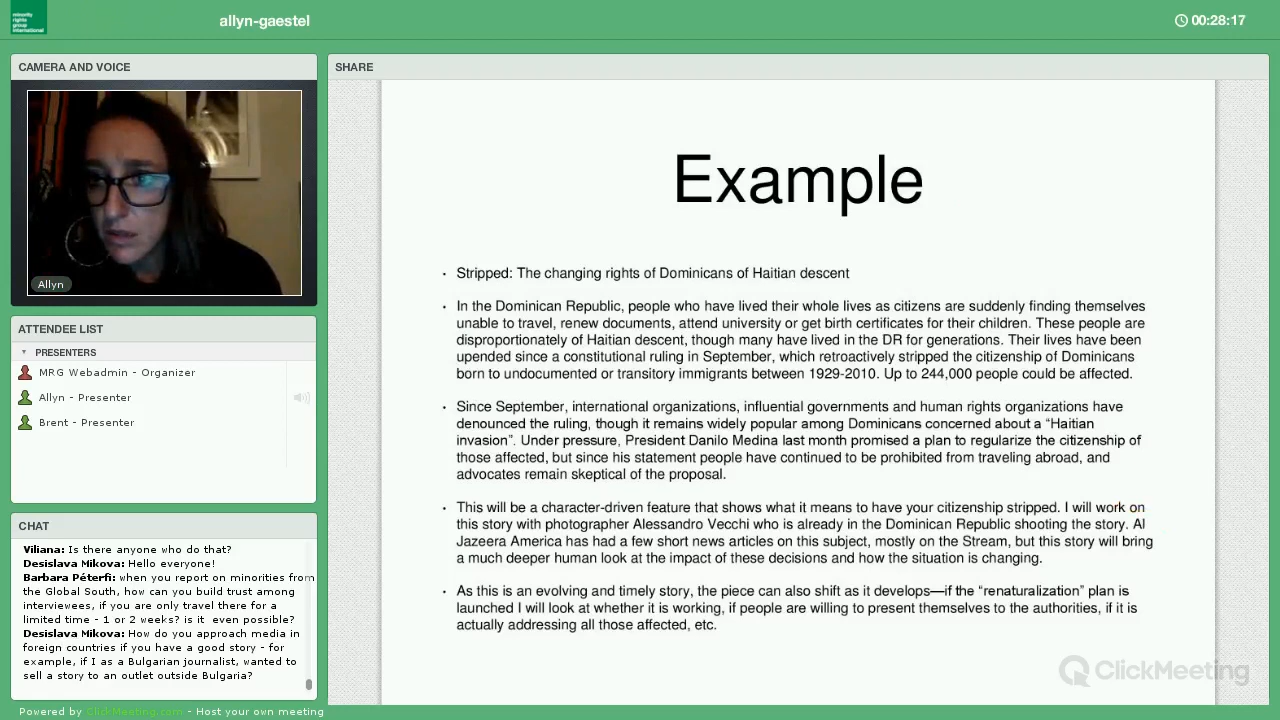 minority
rights
group
international
allyn-gaestel
00:28:17
CAMERA AND VOICE
Allyn
ATTENDEE LIST
PRESENTERS
MRG Webadmin - Organizer
Allyn - Presenter
Brent - Presenter
CHAT
Viliana: Is there anyone who do that?
Desislava Mikova: Hello everyone!
Barbara Péterfi: when you report on minorities from
the Global South, how can you build trust among
interviewees. if you are only travel there for a
limited time - 1 or 2 weeks? is it even possible?
Desislava Mikova: How do you approach media in
foreign countries if you have a good story - for
example, if I as a Bulgarian journalist, wanted to
sell a story to an outlet outside Bulgaria?
Powered by ClickMeeting.com - Host your own meeting
SHARE
Example
· Stripped: The changing rights of Dominicans of Haitian descent
· In the Dominican Republic, people who have lived their whole lives as citizens are suddenly finding themselves
unable to travel, renew documents, attend university or get birth certificates for their children. These people are
disproportionately of Haitian descent, though many have lived in the DR for generations. Their lives have been
upended since a constitutional ruling in September, which retroactively stripped the citizenship of Dominicans
born to undocumented or transitory immigrants between 1929-2010. Up to 244,000 people could be affected.
· Since September, international organizations, influential governments and human rights organizations have
denounced the ruling, though it remains widely popular among Dominicans concerned about a “Haitian
invasion”. Under pressure, President Danilo Medina last month promised a plan to regularize the citizenship of
those affected, but since his statement people have continued to be prohibited from traveling abroad, and
advocates remain skeptical of the proposal.
· This will be a character-driven feature that shows what it means to have your citizenship stripped. I will work on
this story with photographer Alessandro Vecchi who is already in the Dominican Republic shooting the story. Al
Jazeera America has had a few short news articles on this subject, mostly on the Stream, but this story will bring
a much deeper human look at the impact of these decisions and how the situation is changing.
· As this is an evolving and timely story, the piece can also shift as it develops—if the “renaturalization” plan is
launched I will look at whether it is working, if people are willing to present themselves to the authorities, if it is
actually addressing all those affected, etc.
ClickMeeting